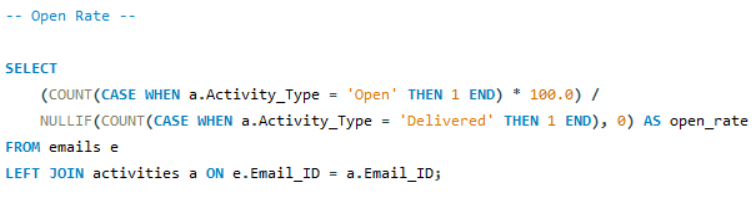 -- Open Rate --
SELECT
(COUNT(CASE WHEN a.Activity_Type = 'Open' THEN 1 END) * 100.0) /
NULLIF(COUNT(CASE WHEN a.Activity_Type = 'Delivered' THEN 1 END), 0) AS open_rate
FROM emails e
LEFT JOIN activities a ON e.Email_ID = a.Email_ID;